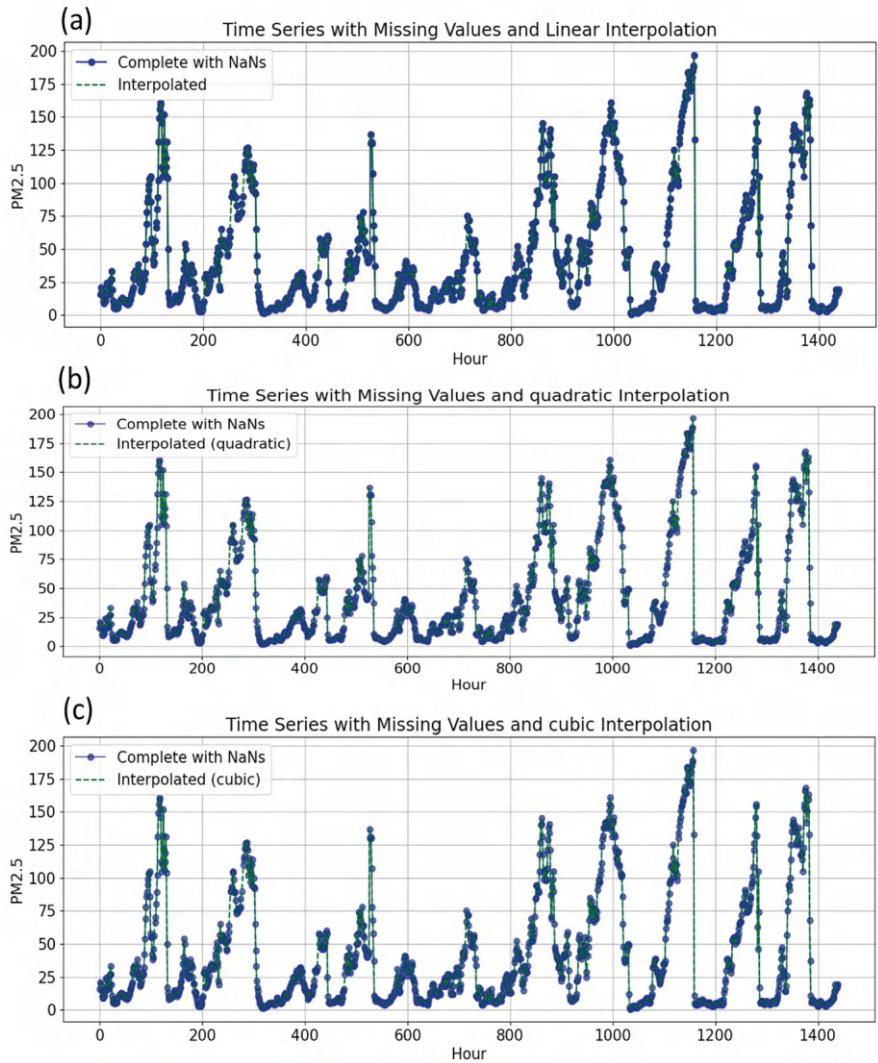 (a)
Time Series with Missing Values and Linear Interpolation
200
175
150
125
100
75
50
25
0
PM2.5
Complete with NaNs
Interpolated
0 200 400 600 800 1000 1200 1400
Hour
(b)
Time Series with Missing Values and quadratic Interpolation
200
175
150
125
100
75
50
25
0
PM2.5
Complete with NaNs
Interpolated (quadratic)
0 200 400 600 800 1000 1200 1400
Hour
(c)
Time Series with Missing Values and cubic Interpolation
200
175
150
125
100
75
50
25
0
PM2.5
Complete with NaNs
Interpolated (cubic)
0 200 400 600 800 1000 1200 1400
Hour